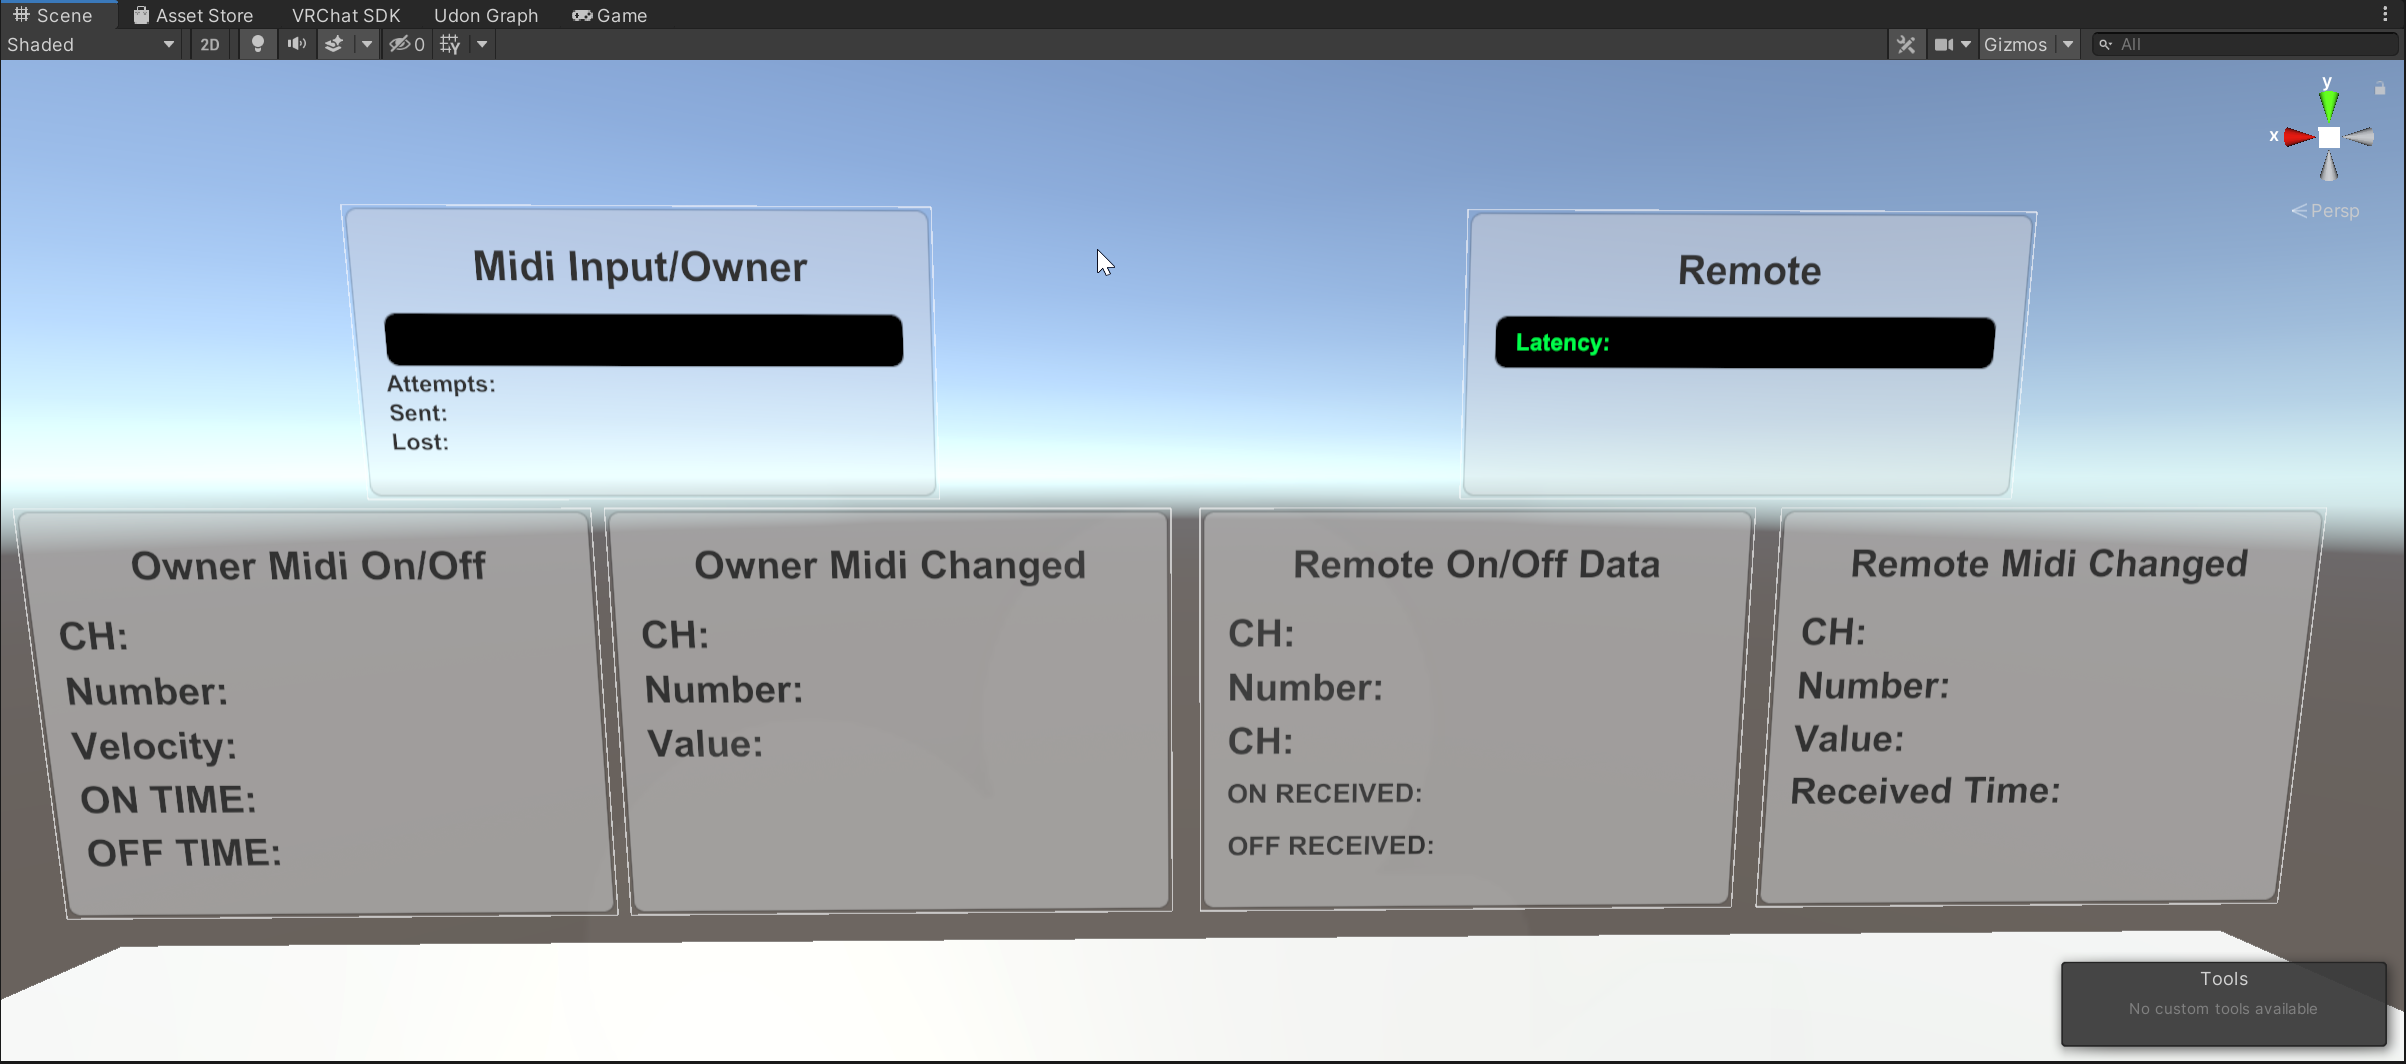 Scene Asset Store VRChat SDK Udon Graph Game
Shaded 2D 0 Gizmos All
y
x
Persp
Midi Input/Owner
Attempts:
Sent:
Lost:
Remote
Latency:
Owner Midi On/Off
CH:
Number:
Velocity:
ON TIME:
OFF TIME:
Owner Midi Changed
CH:
Number:
Value:
Remote On/Off Data
CH:
Number:
CH:
ON RECEIVED:
OFF RECEIVED:
Remote Midi Changed
CH:
Number:
Value:
Received Time:
Tools
No custom tools available